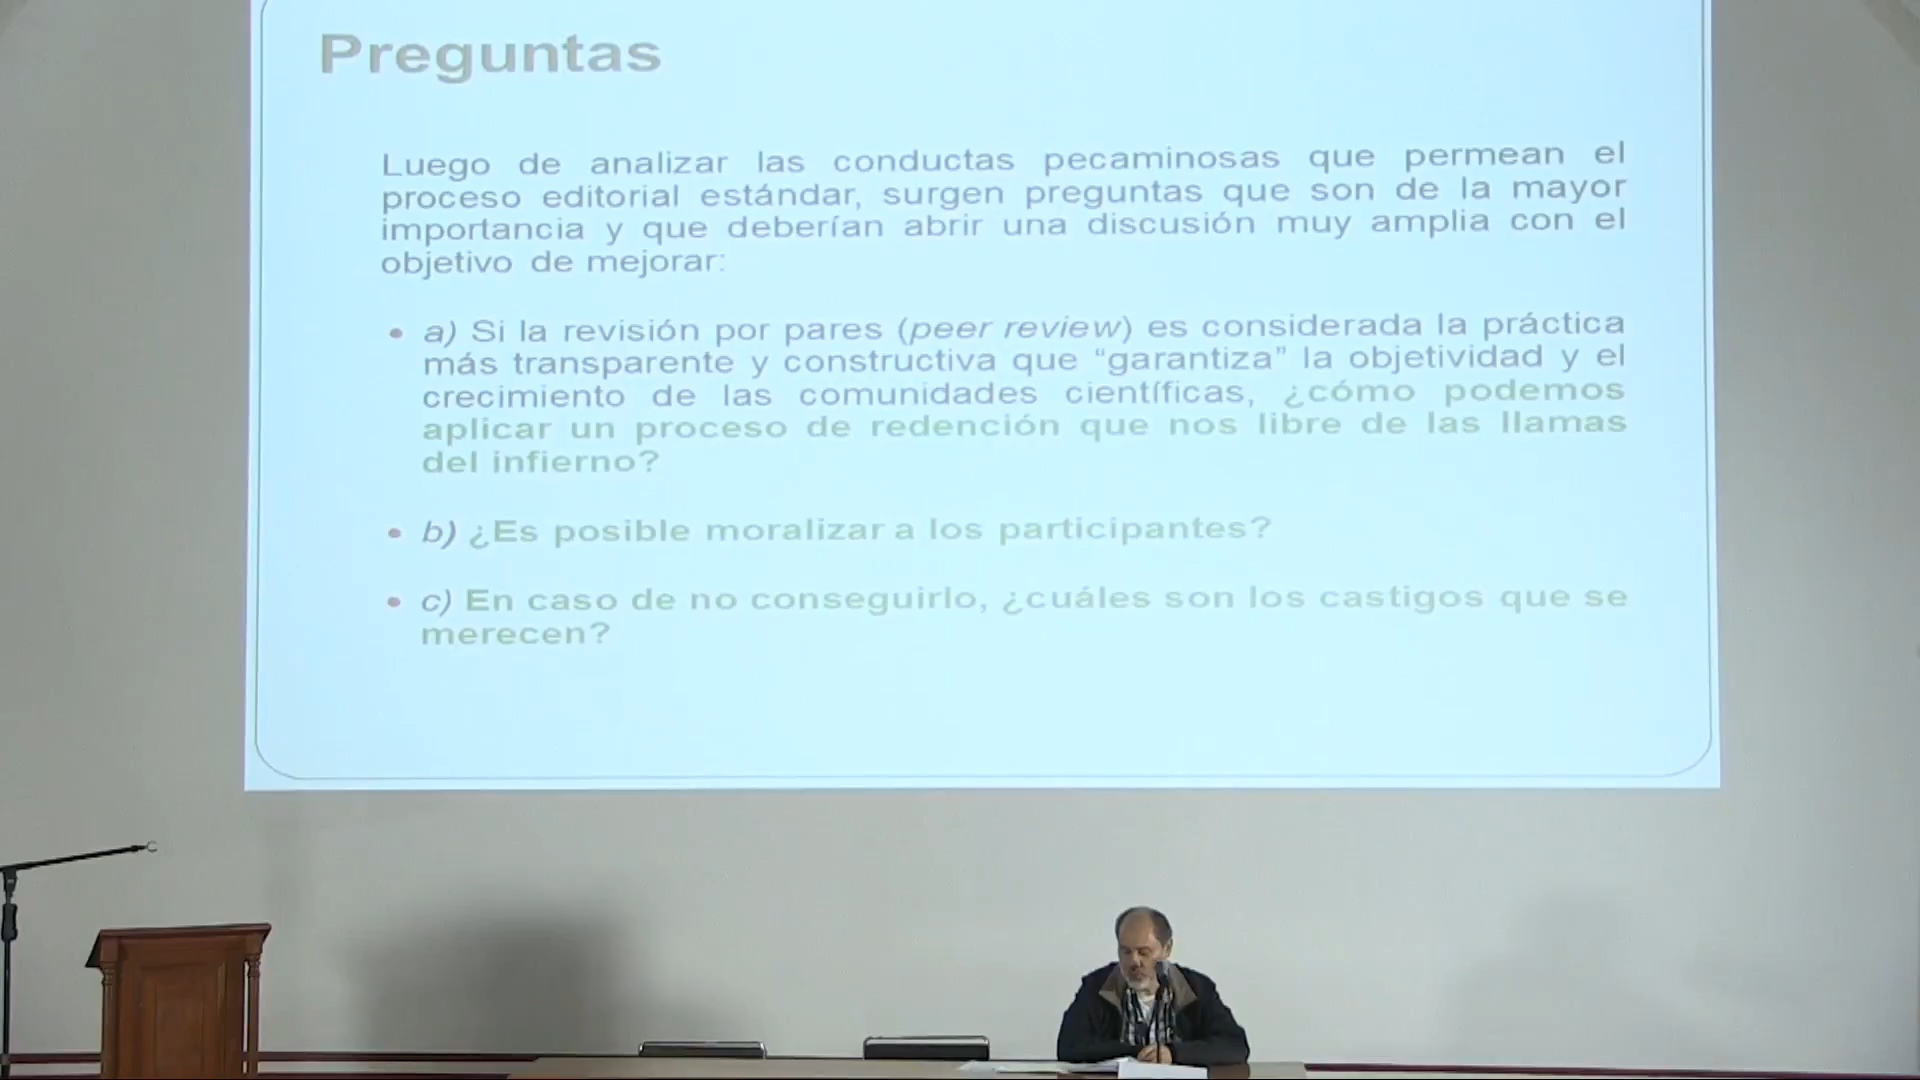 Preguntas
Luego de analizar las conductas pecaminosas que permean el
proceso editorial estándar, surgen preguntas que son de la mayor
importancia y que deberían abrir una discusión muy amplia con el
objetivo de mejorar:
• a) Si la revisión por pares (peer review) es considerada la práctica
más transparente y constructiva que “garantiza” la objetividad y el
crecimiento de las comunidades científicas, ¿cómo podemos
aplicar un proceso de redención que nos libre de las llamas
del infierno?
• b) ¿Es posible moralizar a los participantes?
• c) En caso de no conseguirlo, ¿cuáles son los castigos que se
merecen?